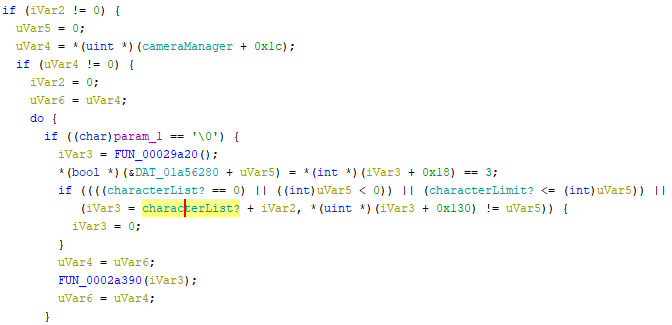 if (iVar2 != 0) {
uVar5 = 0;
uVar4 = *(uint *)(cameraManager + 0x1c);
if (uVar4 != 0) {
iVar2 = 0;
uVar6 = uVar4;
do {
if ((char)param_1 == '\0') {
iVar3 = FUN_00029a20();
*(bool *)(&DAT_01a56280 + uVar5) = *(int *)(iVar3 + 0x18) == 3;
if ((((characterList? == 0) || ((int)uVar5 < 0)) || (characterLimit? <= (int)uVar5)) ||
(iVar3 = characterList? + iVar2, *(uint *)(iVar3 + 0x130) != uVar5)) {
iVar3 = 0;
}
uVar4 = uVar6;
FUN_0002a390(iVar3);
uVar6 = uVar4;
}